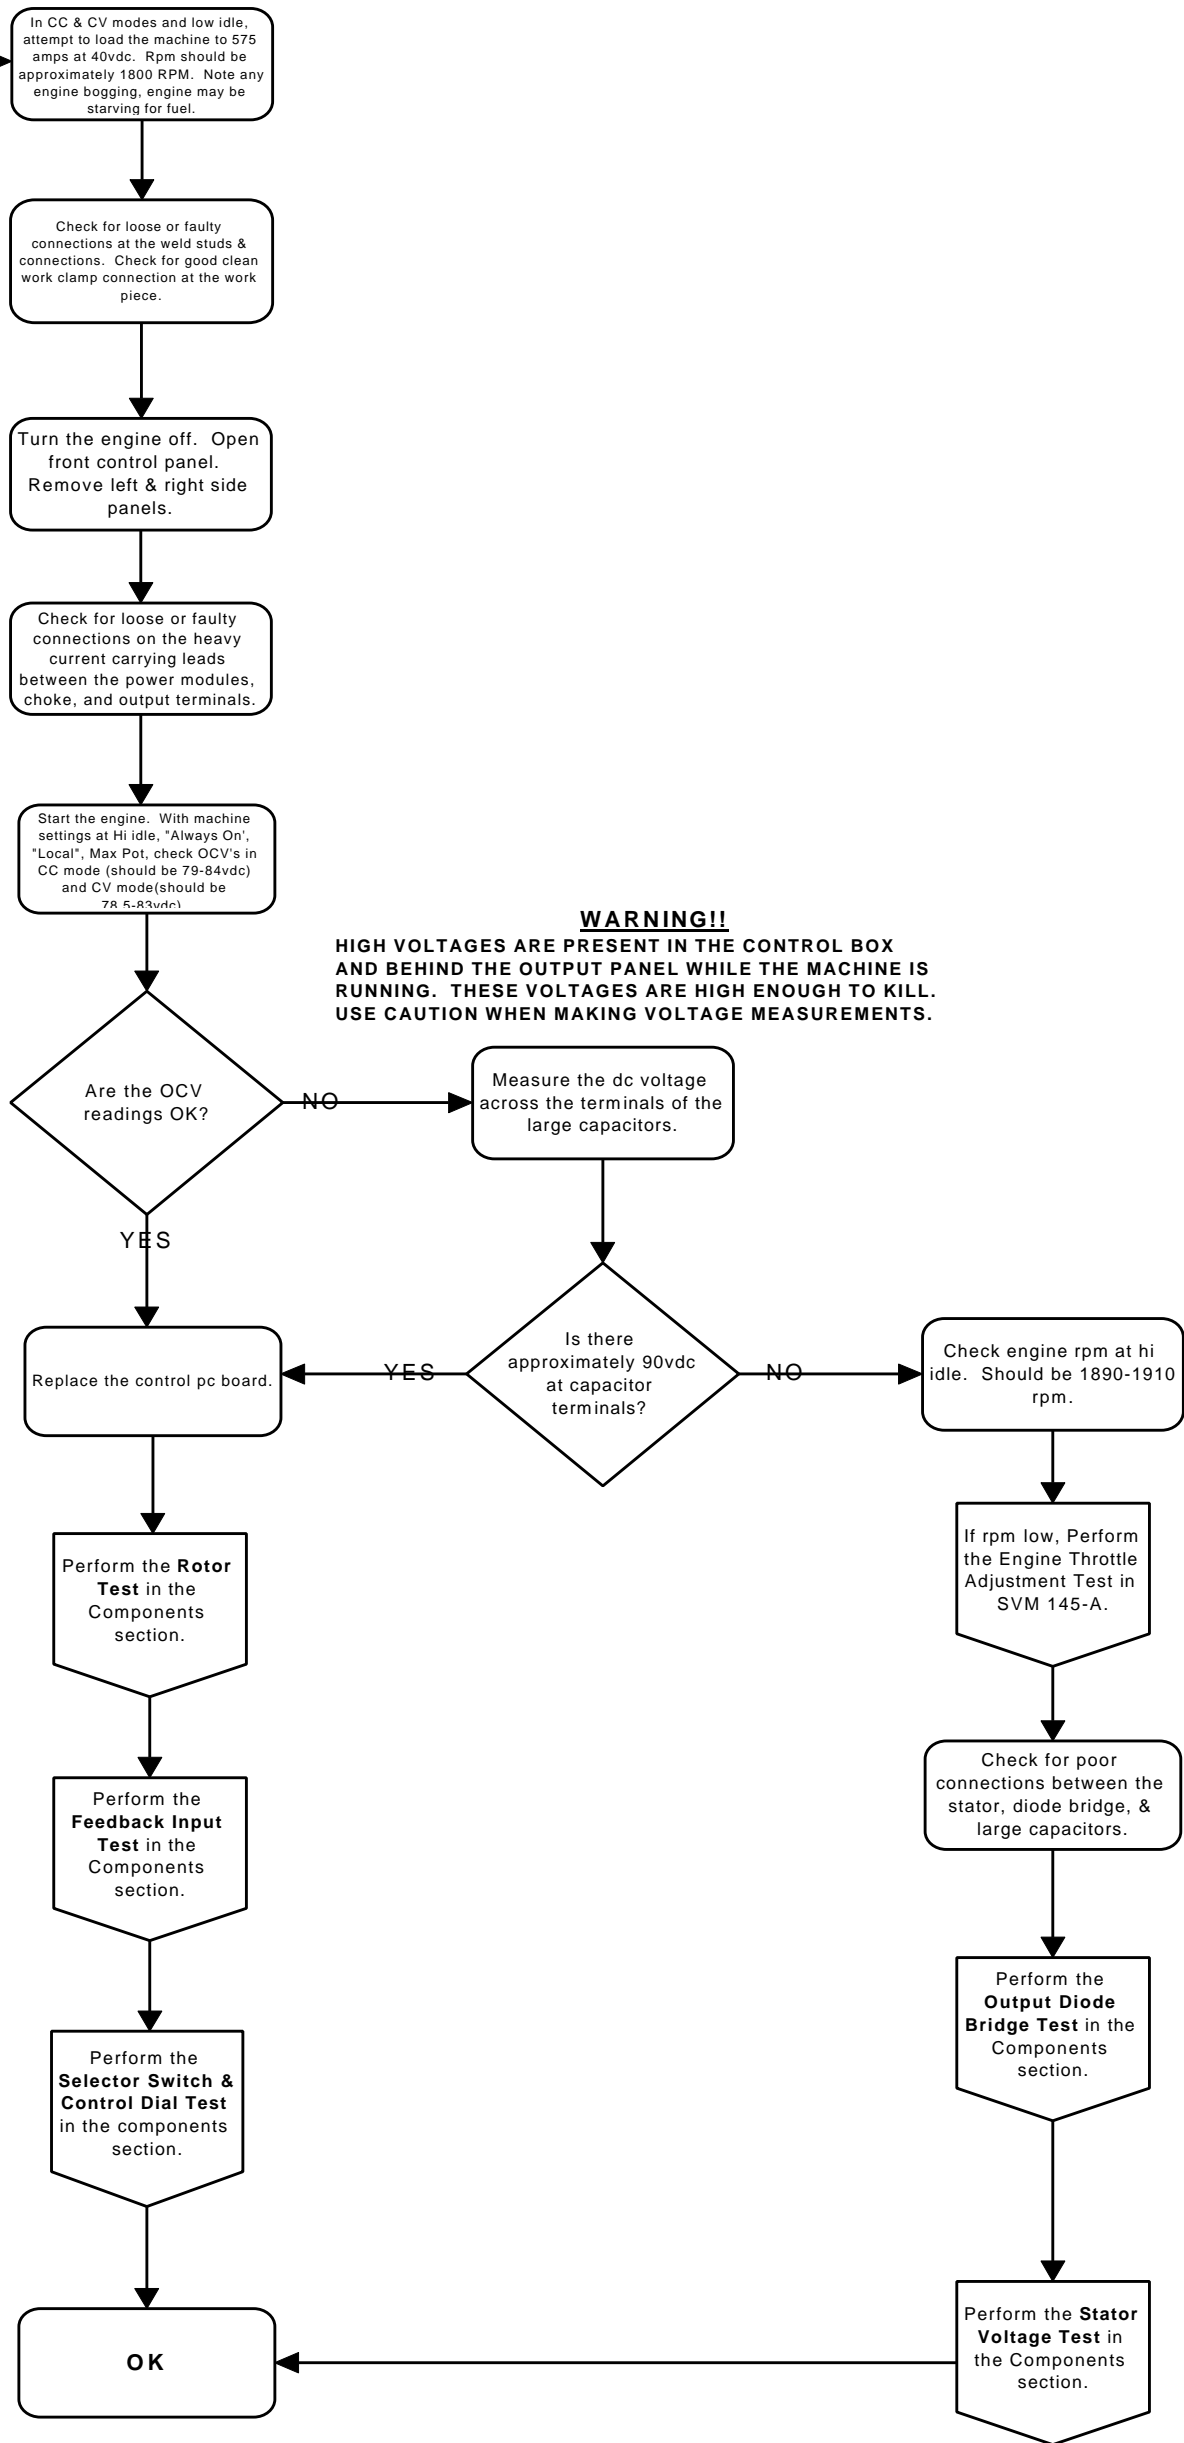 In CC & CV modes and low idle,
attempt to load the machine to 575
amps at 40vdc. Rpm should be
approximately 1800 RPM. Note any
engine bogging, engine may be
starving for fuel.
Check for loose or faulty
connections at the weld studs &
connections. Check for good clean
work clamp connection at the work
piece.
Turn the engine off. Open
front control panel.
Remove left & right side
panels.
Check for loose or faulty
connections on the heavy
current carrying leads
between the power modules,
choke, and output terminals.
Start the engine. With machine
settings at Hi idle, "Always On',
"Local", Max Pot, check OCV's in
CC mode (should be 79-84vdc)
and CV mode(should be
78.5-83vdc)
WARNING!!
HIGH VOLTAGES ARE PRESENT IN THE CONTROL BOX
AND BEHIND THE OUTPUT PANEL WHILE THE MACHINE IS
RUNNING. THESE VOLTAGES ARE HIGH ENOUGH TO KILL.
USE CAUTION WHEN MAKING VOLTAGE MEASUREMENTS.
Are the OCV
readings OK?
NO
Measure the dc voltage
across the terminals of the
large capacitors.
YES
Is there
approximately 90vdc
at capacitor
terminals?
YES
NO
Replace the control pc board.
Check engine rpm at hi
idle. Should be 1890-1910
rpm.
Perform the Rotor
Test in the
Components
section.
If rpm low, Perform
the Engine Throttle
Adjustment Test in
SVM 145-A.
Perform the
Feedback Input
Test in the
Components
section.
Check for poor
connections between the
stator, diode bridge, &
large capacitors.
Perform the
Selector Switch &
Control Dial Test
in the components
section.
Perform the
Output Diode
Bridge Test in the
Components
section.
OK
Perform the Stator
Voltage Test in
the Components
section.